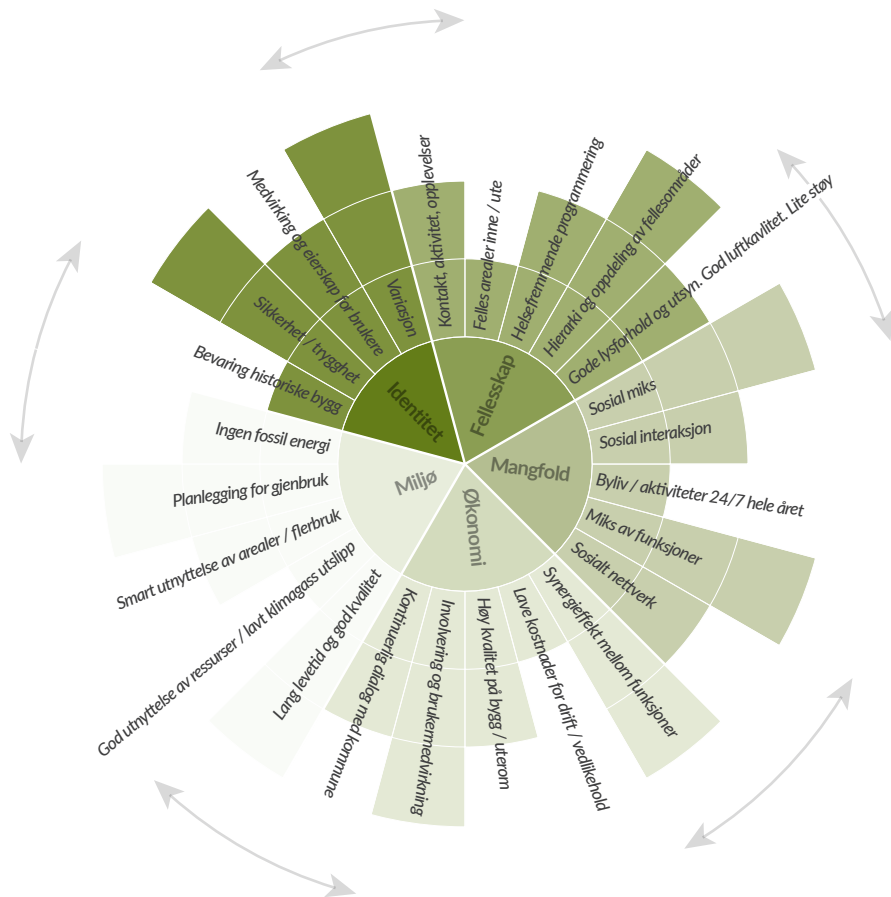 Identitet
Fellesskap
Mangfold
Økonomi
Miljø
Bevaring historiske bygg
Sikkerhet / trygghet
Medvirking og eierskap for brukere
Variasjon
Kontakt, aktivitet, opplevelser
Felles arealer inne / ute
Helsefremmende programmering
Hierarki og oppdeling av fellesområder
Gode lysforhold og utsyn. God luftkavlitet. Lite støy
Sosial miks
Sosial interaksjon
Byliv / aktiviteter 24/7 hele året
Miks av funksjoner
Sosialt nettverk
Synergieffekt mellom funksjoner
Lave kostnader for drift / vedlikehold
Høy kvalitet på bygg / uterom
Involvering og brukermedvirkning
Kontinuerlig dialog med kommune
Lang levetid og god kvalitet
God utnyttelse av ressurser / lavt klimagass utslipp
Smart utnyttelse av arealer / flerbruk
Planlegging for gjenbruk
Ingen fossil energi